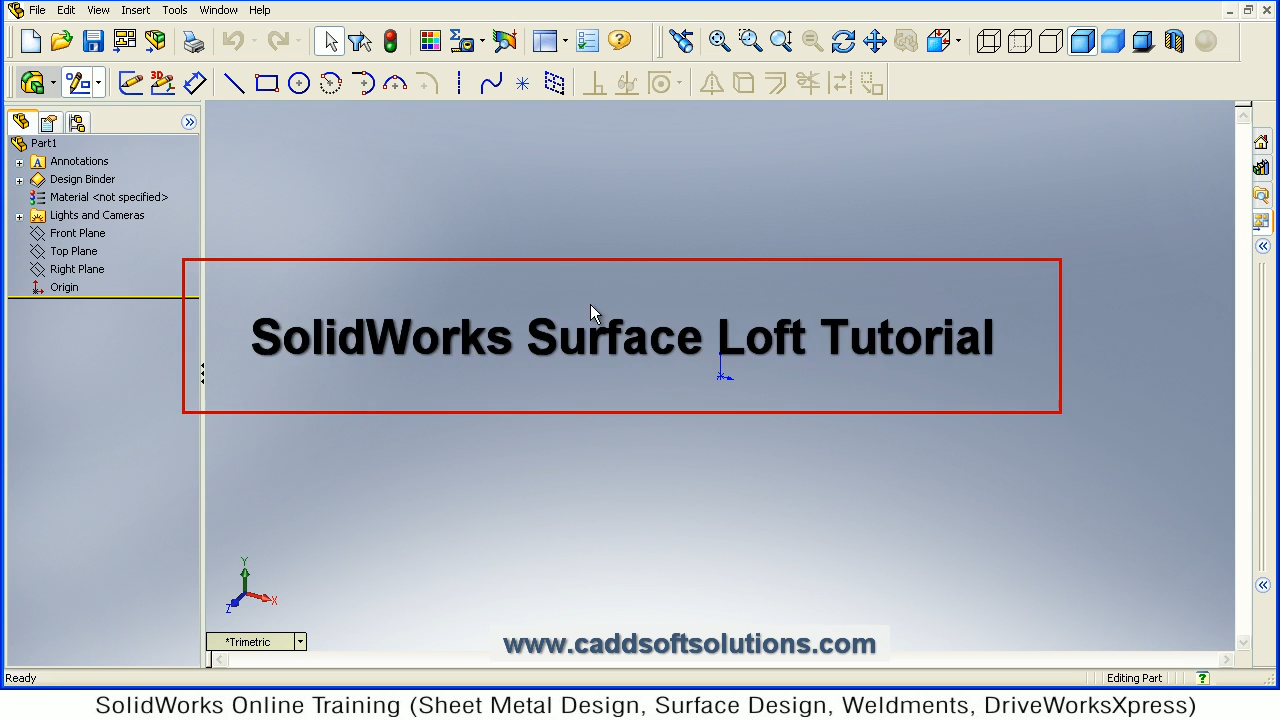 File Edit View Insert Tools Window Help
3D
Part1
A Annotations
Design Binder
Material <not specified>
Lights and Cameras
Front Plane
Top Plane
Right Plane
Origin
SolidWorks Surface Loft Tutorial
Y
X
Z
*Trimetric
www.caddsoftsolutions.com
Ready Editing Part ?
SolidWorks Online Training (Sheet Metal Design, Surface Design, Weldments, DriveWorksXpress)